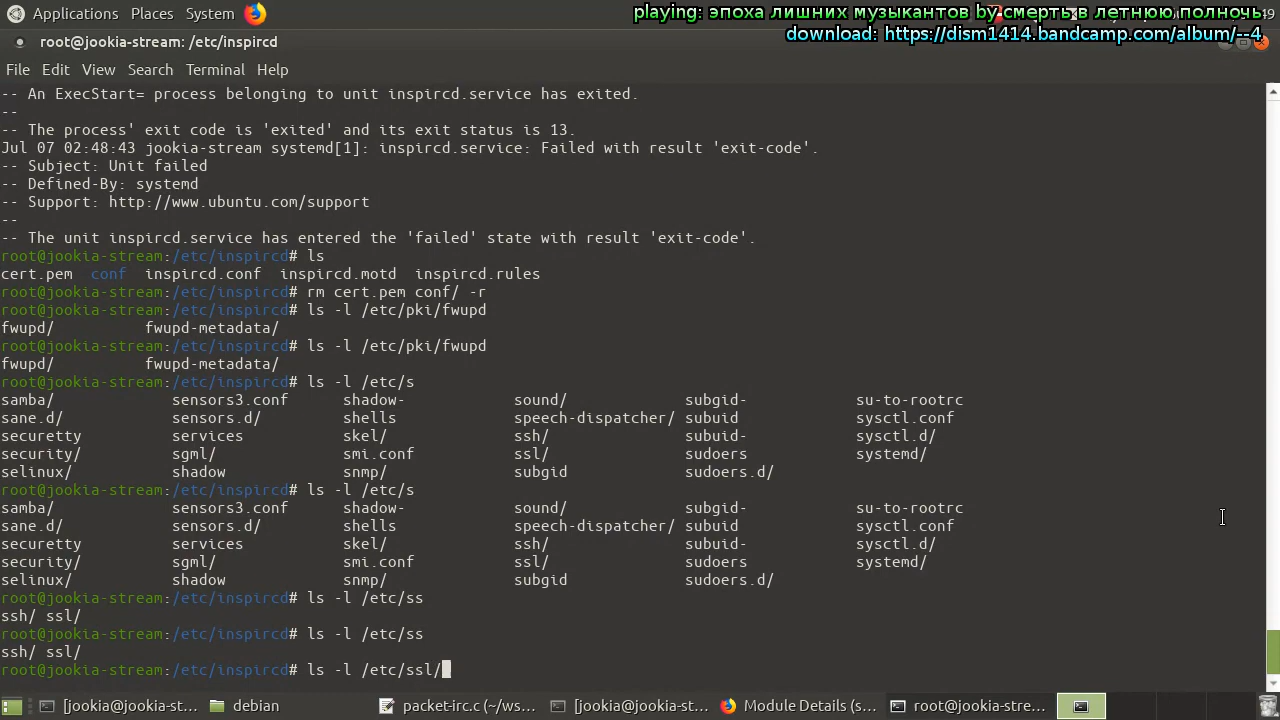 Applications Places System
playing: эпоха лишних музыкантов by смерть в летнюю полночь
49
download: https://dism1414.bandcamp.com/album/--4
root@jookia-stream: /etc/inspircd
File Edit View Search Terminal Help
-- An ExecStart= process belonging to unit inspircd.service has exited.
--
-- The process' exit code is 'exited' and its exit status is 13.
Jul 07 02:48:43 jookia-stream systemd[1]: inspircd.service: Failed with result 'exit-code'.
-- Subject: Unit failed
-- Defined-By: systemd
-- Support: http://www.ubuntu.com/support
--
-- The unit inspircd.service has entered the 'failed' state with result 'exit-code'.
root@jookia-stream:/etc/inspircd# ls
cert.pem conf inspircd.conf inspircd.motd inspircd.rules
root@jookia-stream:/etc/inspircd# rm cert.pem conf/ -r
root@jookia-stream:/etc/inspircd# ls -l /etc/pki/fwupd
fwupd/ fwupd-metadata/
root@jookia-stream:/etc/inspircd# ls -l /etc/pki/fwupd
fwupd/ fwupd-metadata/
root@jookia-stream:/etc/inspircd# ls -l /etc/s
samba/ sensors3.conf shadow- sound/ subgid- su-to-rootrc
sane.d/ sensors.d/ shells speech-dispatcher/ subuid sysctl.conf
securetty services skel/ ssh/ subuid- sysctl.d/
security/ sgml/ smi.conf ssl/ sudoers systemd/
selinux/ shadow snmp/ subgid sudoers.d/
root@jookia-stream:/etc/inspircd# ls -l /etc/s
samba/ sensors3.conf shadow- sound/ subgid- su-to-rootrc
sane.d/ sensors.d/ shells speech-dispatcher/ subuid sysctl.conf
securetty services skel/ ssh/ subuid- sysctl.d/
security/ sgml/ smi.conf ssl/ sudoers systemd/
selinux/ shadow snmp/ subgid sudoers.d/
root@jookia-stream:/etc/inspircd# ls -l /etc/ss
ssh/ ssl/
root@jookia-stream:/etc/inspircd# ls -l /etc/ss
ssh/ ssl/
root@jookia-stream:/etc/inspircd# ls -l /etc/ssl/
[jookia@jookia-st... debian packet-irc.c (~/ws... [jookia@jookia-st... Module Details (s... root@jookia-stre...